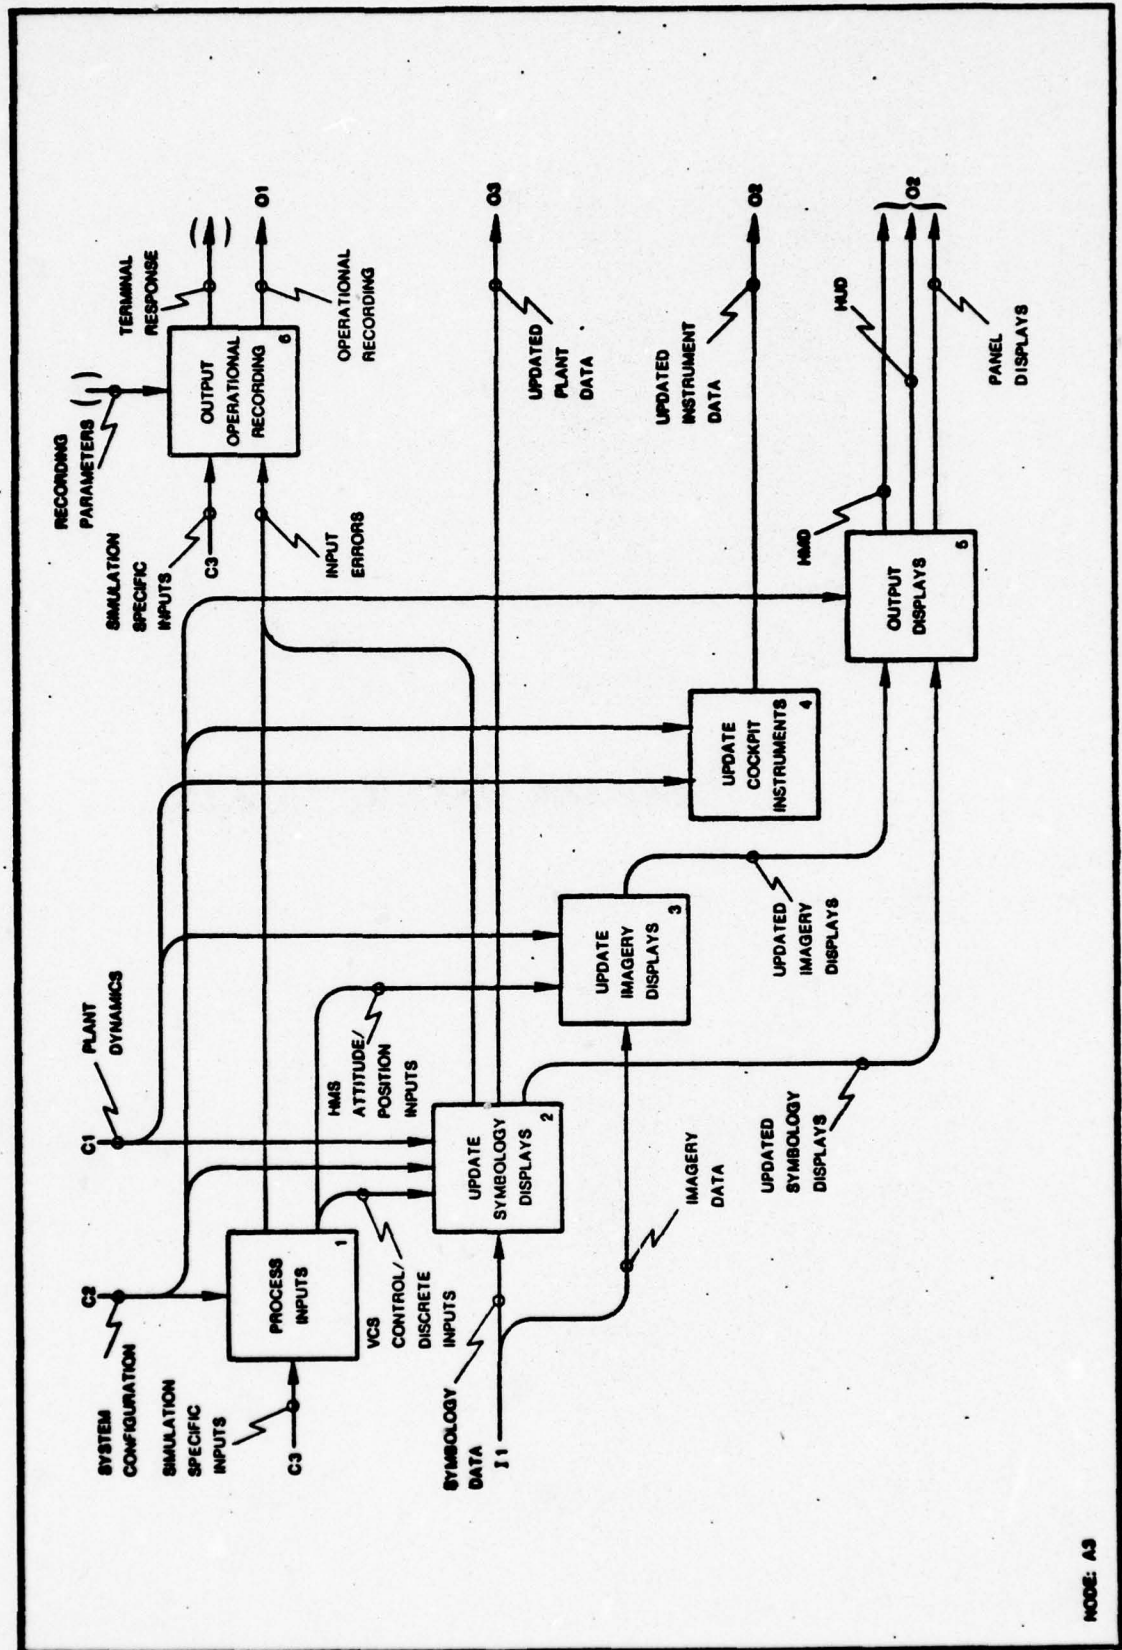 C2
SYSTEM
CONFIGURATION
C1
PLANT
DYNAMICS
RECORDING
PARAMETERS
( )
SIMULATION
SPECIFIC
INPUTS
C3
PROCESS
INPUTS
1
SIMULATION
SPECIFIC
INPUTS
C3
INPUT
ERRORS
OUTPUT
OPERATIONAL
RECORDING
6
TERMINAL
RESPONSE
( )
O1
OPERATIONAL
RECORDING
HMS
ATTITUDE/
POSITION
INPUTS
VCS
CONTROL/
DISCRETE
INPUTS
SYMBOLOGY
DATA
I1
UPDATE
SYMBOLOGY
DISPLAYS
2
O3
UPDATED
PLANT
DATA
UPDATE
IMAGERY
DISPLAYS
3
IMAGERY
DATA
UPDATE
COCKPIT
INSTRUMENTS
4
UPDATED
INSTRUMENT
DATA
O2
UPDATED
IMAGERY
DISPLAYS
UPDATED
SYMBOLOGY
DISPLAYS
HMD
HUD
OUTPUT
DISPLAYS
5
PANEL
DISPLAYS
} O2
NODE: A3